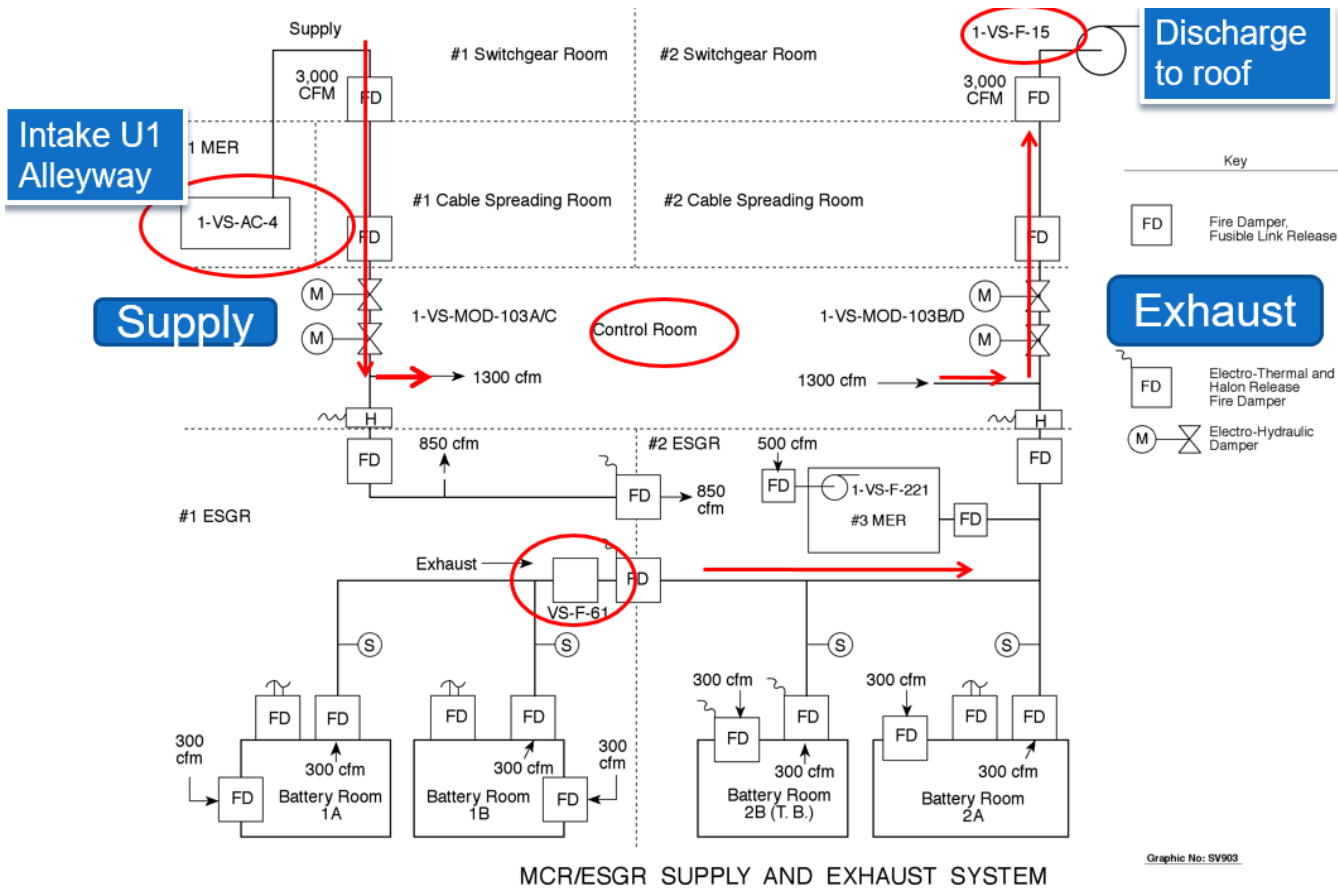 Supply
#1 Switchgear Room
#2 Switchgear Room
1-VS-F-15
Discharge
to roof
3,000
CFM
FD
3,000
CFM
FD
Intake U1
Alleyway
1 MER
1-VS-AC-4
#1 Cable Spreading Room
#2 Cable Spreading Room
FD
FD
Key
FD
Fire Damper,
Fusible Link Release
Supply
M
M
1-VS-MOD-103A/C
Control Room
1-VS-MOD-103B/D
M
M
Exhaust
1300 cfm
1300 cfm
FD
Electro-Thermal and
Halon Release
Fire Damper
H
H
M
Electro-Hydraulic
Damper
FD
850 cfm
#2 ESGR
500 cfm
FD
FD
850
cfm
FD
1-VS-F-221
#3 MER
FD
#1 ESGR
Exhaust
VS-F-61
FD
S
S
S
S
300 cfm
300 cfm
FD
FD
FD
FD
FD
FD
FD
FD
FD
FD
300
cfm
300
cfm
FD
300 cfm
Battery Room
1A
300 cfm
Battery Room
1B
FD
300 cfm
Battery Room
2B (T. B.)
300 cfm
Battery Room
2A
MCR/ESGR SUPPLY AND EXHAUST SYSTEM
Graphic No: SV903